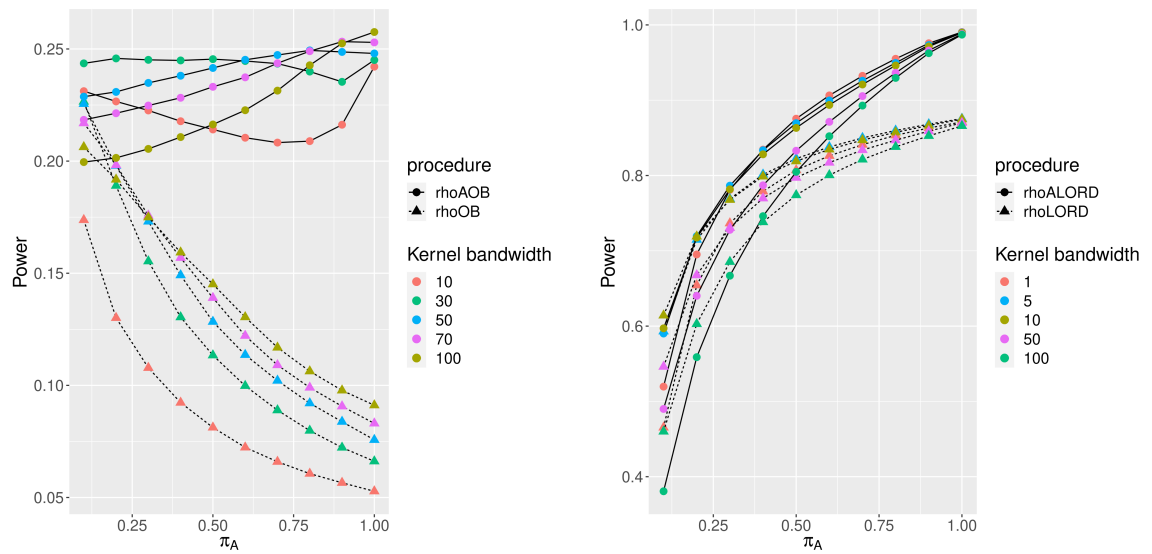 0.25
0.20
0.15
0.10
0.05
Power
0.25 0.50 0.75 1.00
πA
procedure
rhoAOB
rhoOB
Kernel bandwidth
10
30
50
70
100
1.0
0.8
0.6
0.4
Power
0.25 0.50 0.75 1.00
πA
procedure
rhoALORD
rhoLORD
Kernel bandwidth
1
5
10
50
100